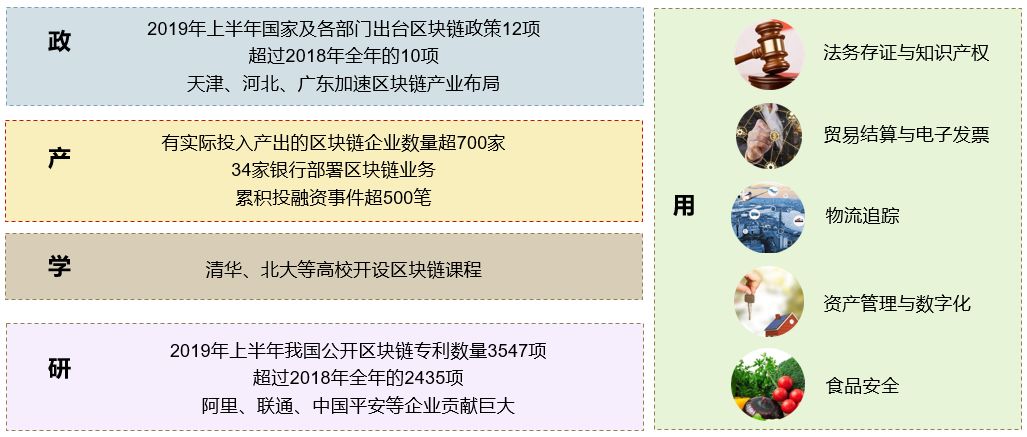 政
2019年上半年国家及各部门出台区块链政策12项
超过2018年全年的10项
天津、河北、广东加速区块链产业布局
产
有实际投入产出的区块链企业数量超700家
34家银行部署区块链业务
累积投融资事件超500笔
学
清华、北大等高校开设区块链课程
研
2019年上半年我国公开区块链专利数量3547项
超过2018年全年的2435项
阿里、联通、中国平安等企业贡献巨大
用
法务存证与知识产权
贸易结算与电子发票
物流追踪
资产管理与数字化
食品安全